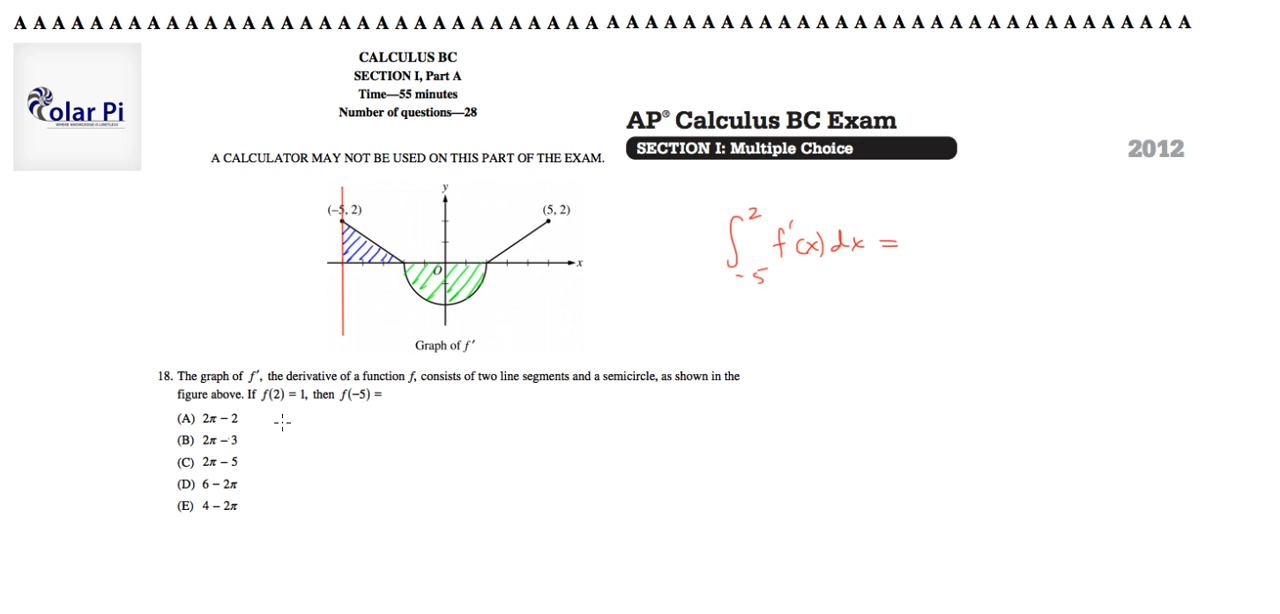 A A A A A A A A A A A A A A A A A A A A A A A A A A A A A A A A A A A A A A A A A A A A A A A A A A A A A A A A A A A A A A
CALCULUS BC
SECTION I, Part A
Time—55 minutes
Number of questions—28
olar Pi
AP® Calculus BC Exam
SECTION I: Multiple Choice
2012
A CALCULATOR MAY NOT BE USED ON THIS PART OF THE EXAM.
y
(–5, 2)
(5, 2)
O
x
∫₋₅² f'(x) dx =
Graph of f′
18. The graph of f′, the derivative of a function f, consists of two line segments and a semicircle, as shown in the
figure above. If f(2) = 1, then f(−5) =
(A) 2π − 2
(B) 2π − 3
(C) 2π − 5
(D) 6 − 2π
(E) 4 − 2π